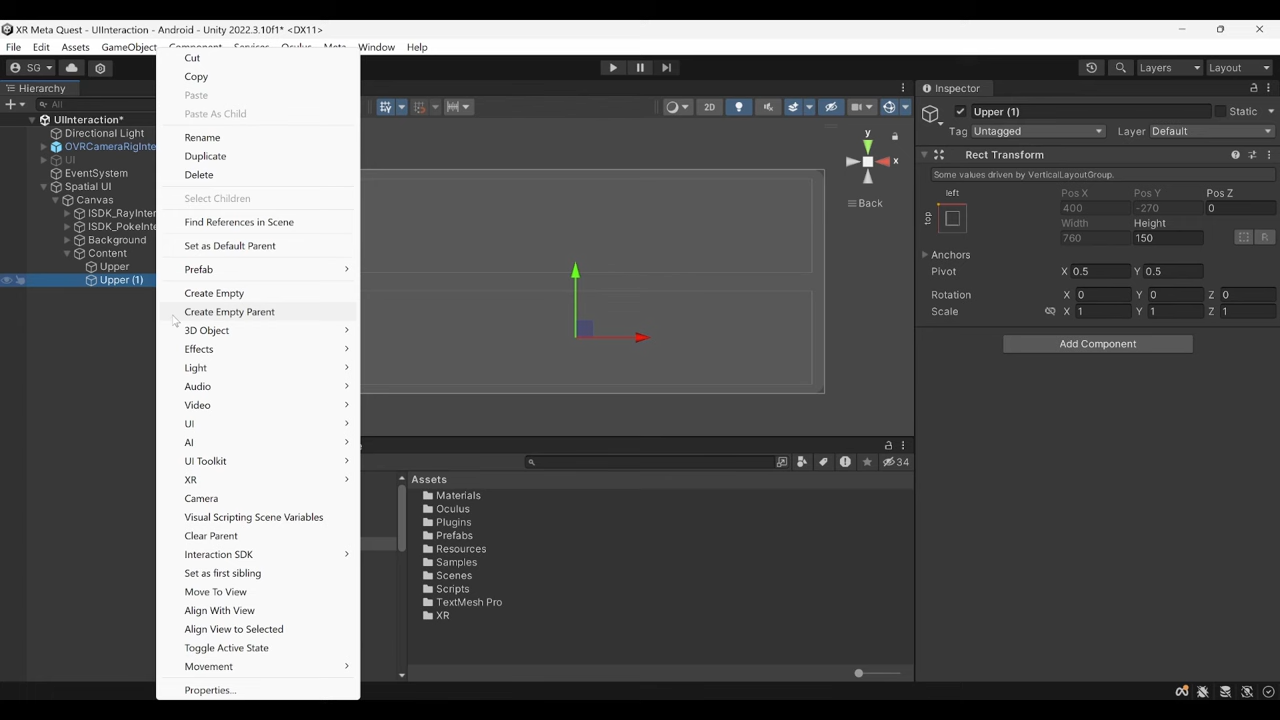 XR Meta Quest - UIInteraction - Android - Unity 2022.3.10f1* <DX11>
File Edit Assets GameObject Component Services Oculus Meta Window Help
SG Layers Layout
Hierarchy
All
UIInteraction*
Directional Light
OVRCameraRigInte
UI
EventSystem
Spatial UI
Canvas
ISDK_RayInter
ISDK_PokeInter
Background
Content
Upper
Upper (1)
Cut
Copy
Paste
Paste As Child
Rename
Duplicate
Delete
Select Children
Find References in Scene
Set as Default Parent
Prefab
Create Empty
Create Empty Parent
3D Object
Effects
Light
Audio
Video
UI
AI
UI Toolkit
XR
Camera
Visual Scripting Scene Variables
Clear Parent
Interaction SDK
Set as first sibling
Move To View
Align With View
Align View to Selected
Toggle Active State
Movement
Properties...
2D
y
x
Back
34
Assets
Materials
Oculus
Plugins
Prefabs
Resources
Samples
Scenes
Scripts
TextMesh Pro
XR
Inspector
Upper (1) Static
Tag Untagged Layer Default
Rect Transform
Some values driven by VerticalLayoutGroup.
left
top
Pos X Pos Y Pos Z
400 -270 0
Width Height
760 150 R
Anchors
Pivot X 0.5 Y 0.5
Rotation X 0 Y 0 Z 0
Scale X 1 Y 1 Z 1
Add Component